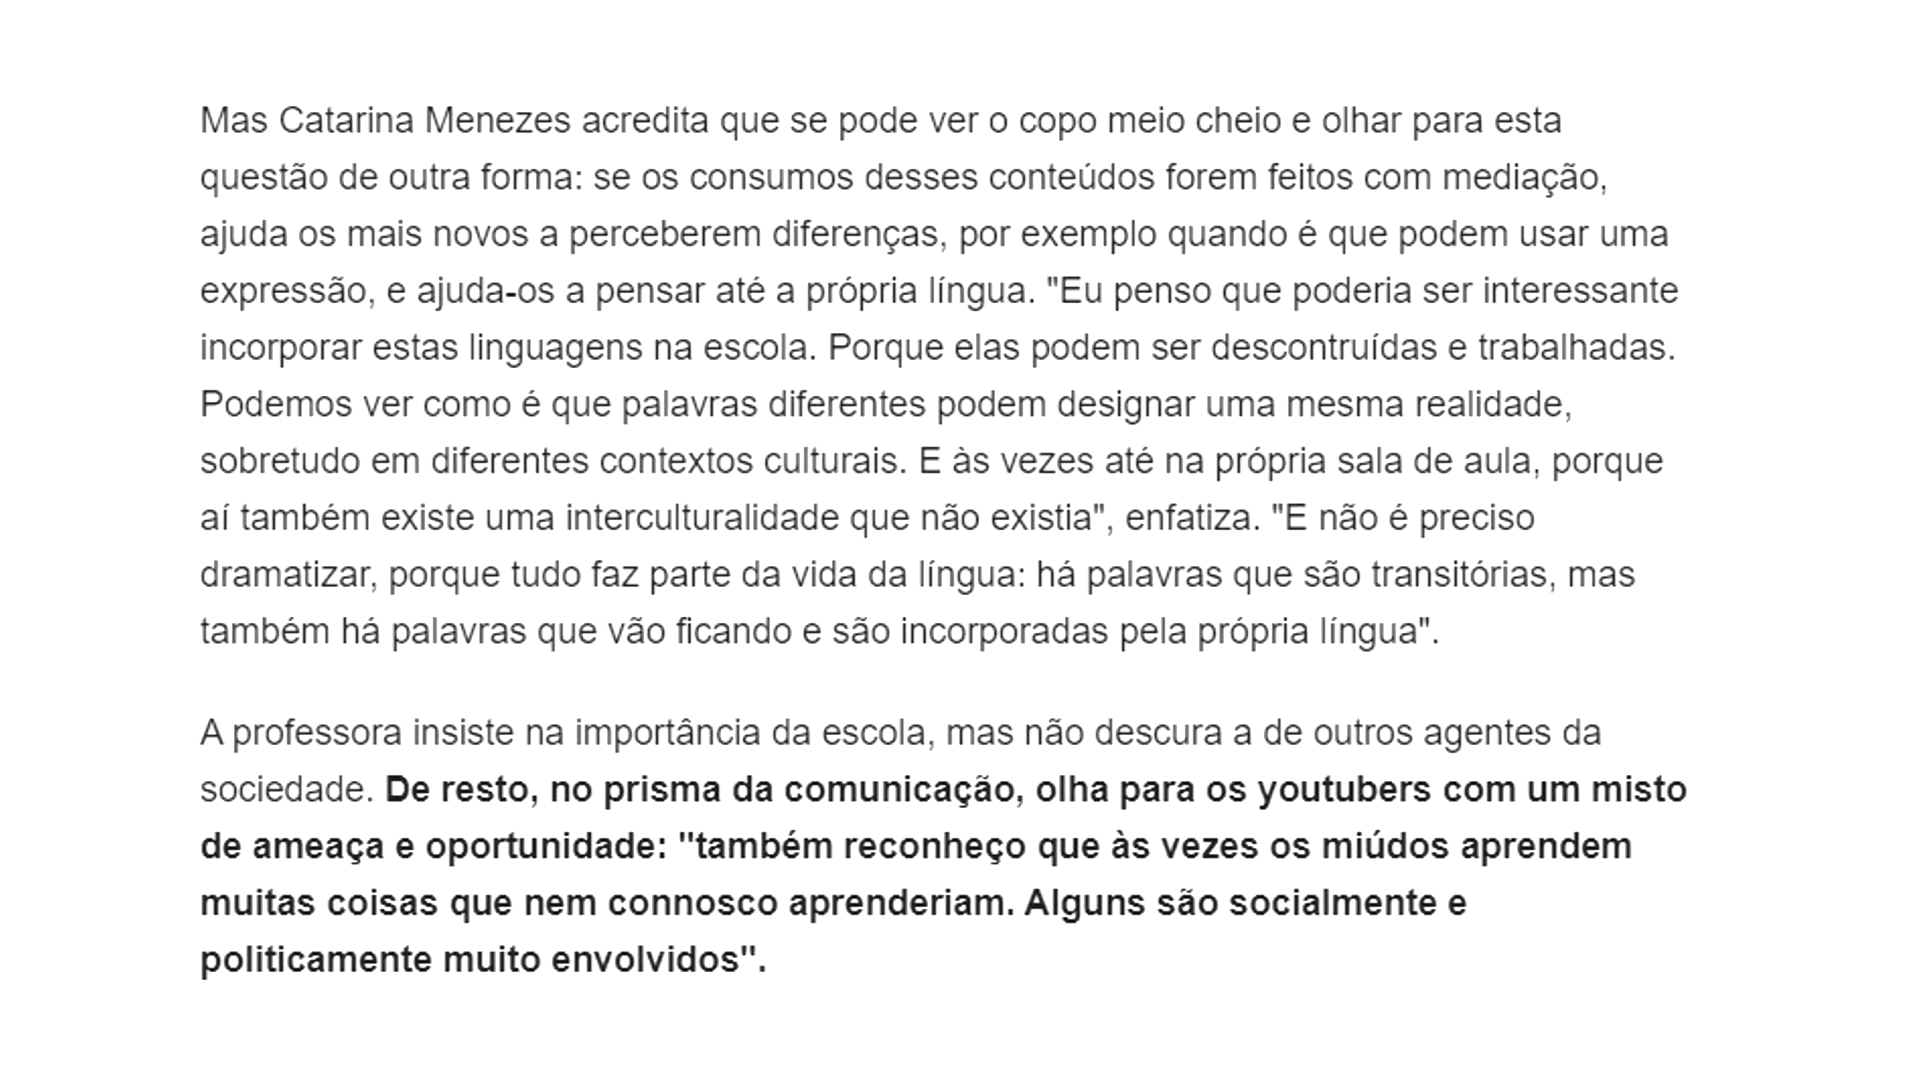 Mas Catarina Menezes acredita que se pode ver o copo meio cheio e olhar para esta
questão de outra forma: se os consumos desses conteúdos forem feitos com mediação,
ajuda os mais novos a perceberem diferenças, por exemplo quando é que podem usar uma
expressão, e ajuda-os a pensar até a própria língua. "Eu penso que poderia ser interessante
incorporar estas linguagens na escola. Porque elas podem ser descontruídas e trabalhadas.
Podemos ver como é que palavras diferentes podem designar uma mesma realidade,
sobretudo em diferentes contextos culturais. E às vezes até na própria sala de aula, porque
aí também existe uma interculturalidade que não existia", enfatiza. "E não é preciso
dramatizar, porque tudo faz parte da vida da língua: há palavras que são transitórias, mas
também há palavras que vão ficando e são incorporadas pela própria língua".
A professora insiste na importância da escola, mas não descura a de outros agentes da
sociedade. De resto, no prisma da comunicação, olha para os youtubers com um misto
de ameaça e oportunidade: "também reconheço que às vezes os miúdos aprendem
muitas coisas que nem connosco aprenderiam. Alguns são socialmente e
politicamente muito envolvidos".